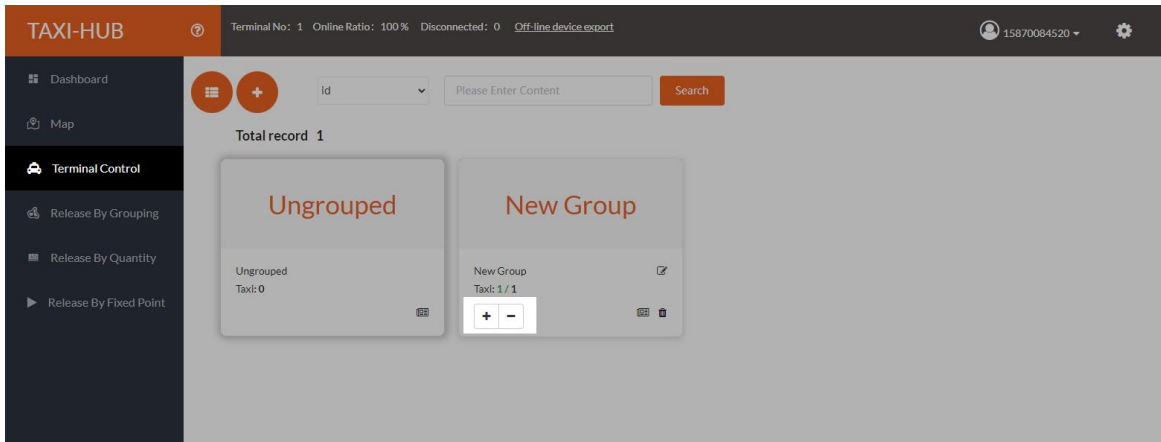 TAXI-HUB
Terminal No: 1 Online Ratio: 100 % Disconnected: 0 Off-line device export
15870084520
Dashboard
Map
Terminal Control
Release By Grouping
Release By Quantity
Release By Fixed Point
id
Please Enter Content
Search
Total record 1
Ungrouped
Ungrouped
Taxi: 0
New Group
New Group
Taxi: 1 / 1